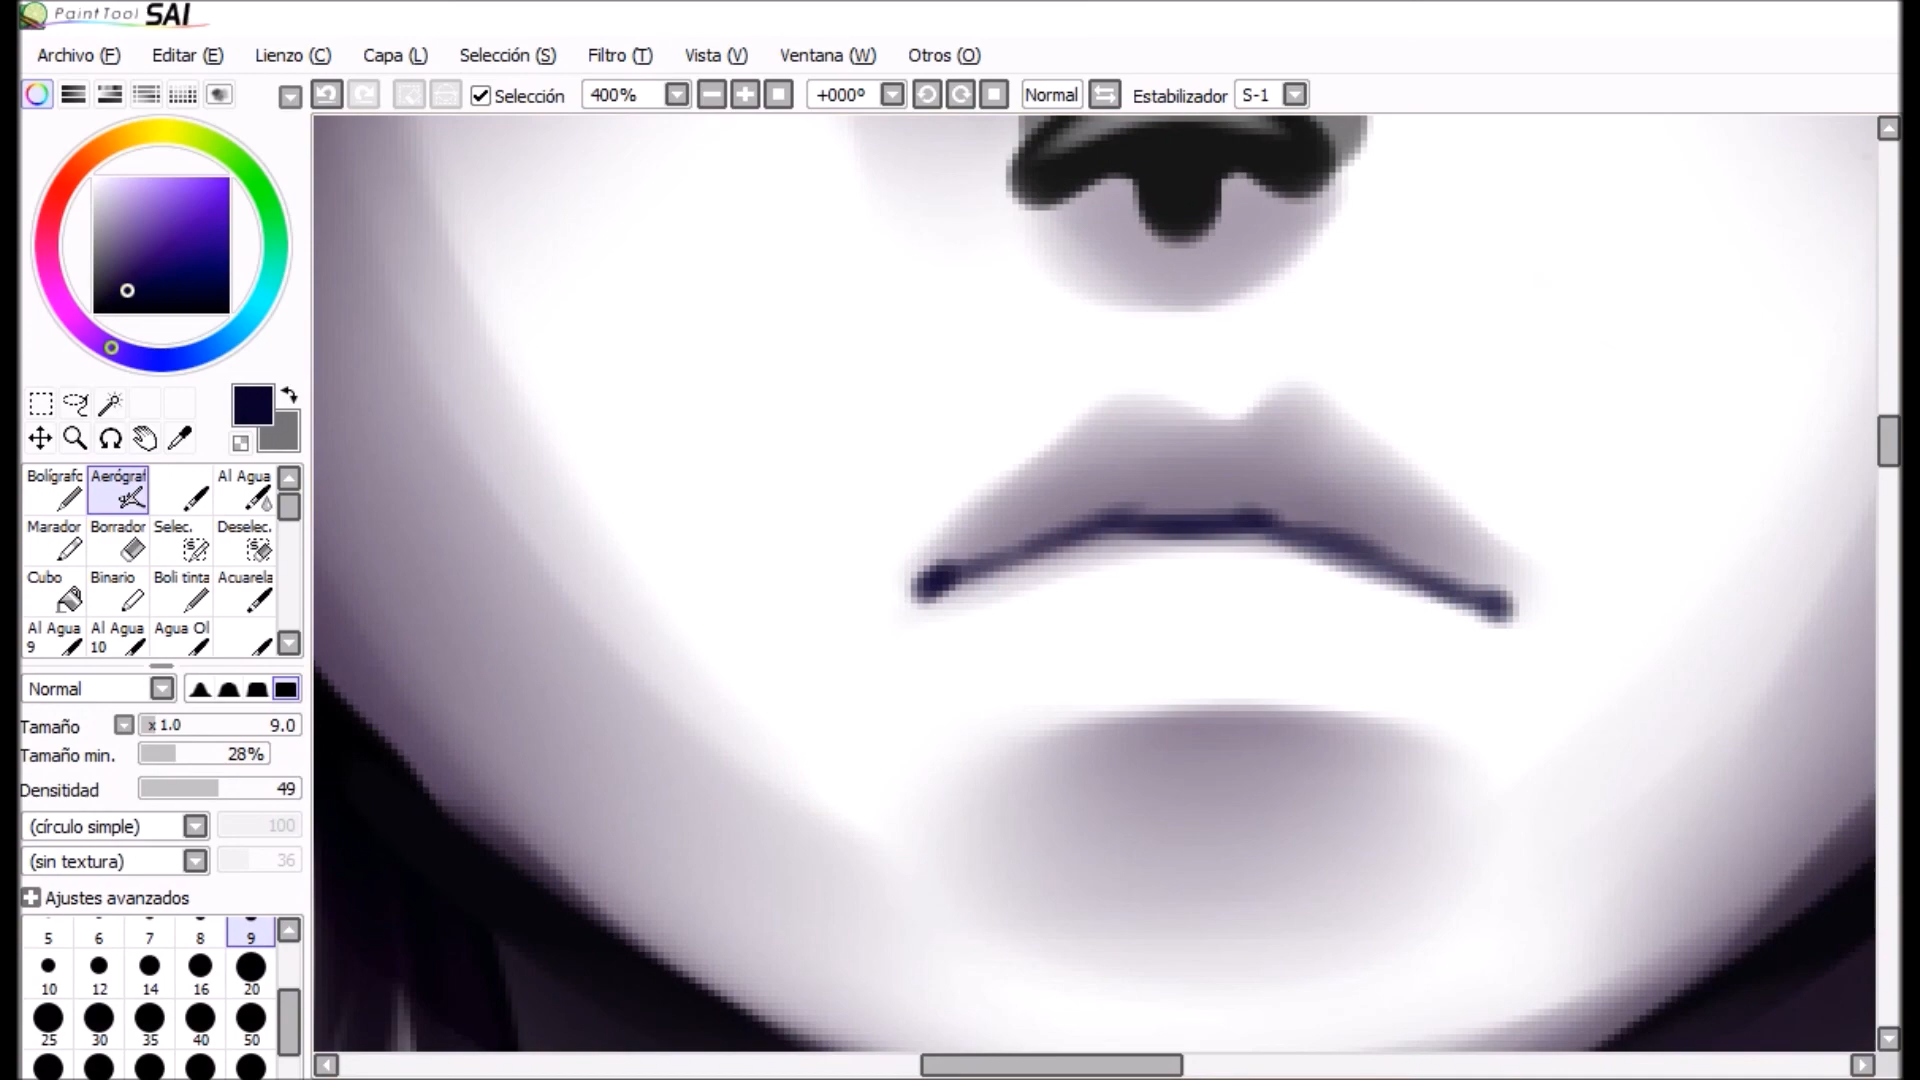 PaintTool SAI
Archivo (F) Editar (E) Lienzo (C) Capa (L) Selección (S) Filtro (T) Vista (V) Ventana (W) Otros (O)
Selección 400% +000º Normal Estabilizador S-1
Bolígrafc Aerógraf Al Agua
Marador Borrador Selec. Deselec.
Cubo Binario Boli tinta Acuarela
Al Agua 9 Al Agua 10 Agua Ol
Normal
Tamaño x 1.0 9.0
Tamaño min. 28%
Densitidad 49
(círculo simple) 100
(sin textura) 36
Ajustes avanzados
5 6 7 8 9
10 12 14 16 20
25 30 35 40 50